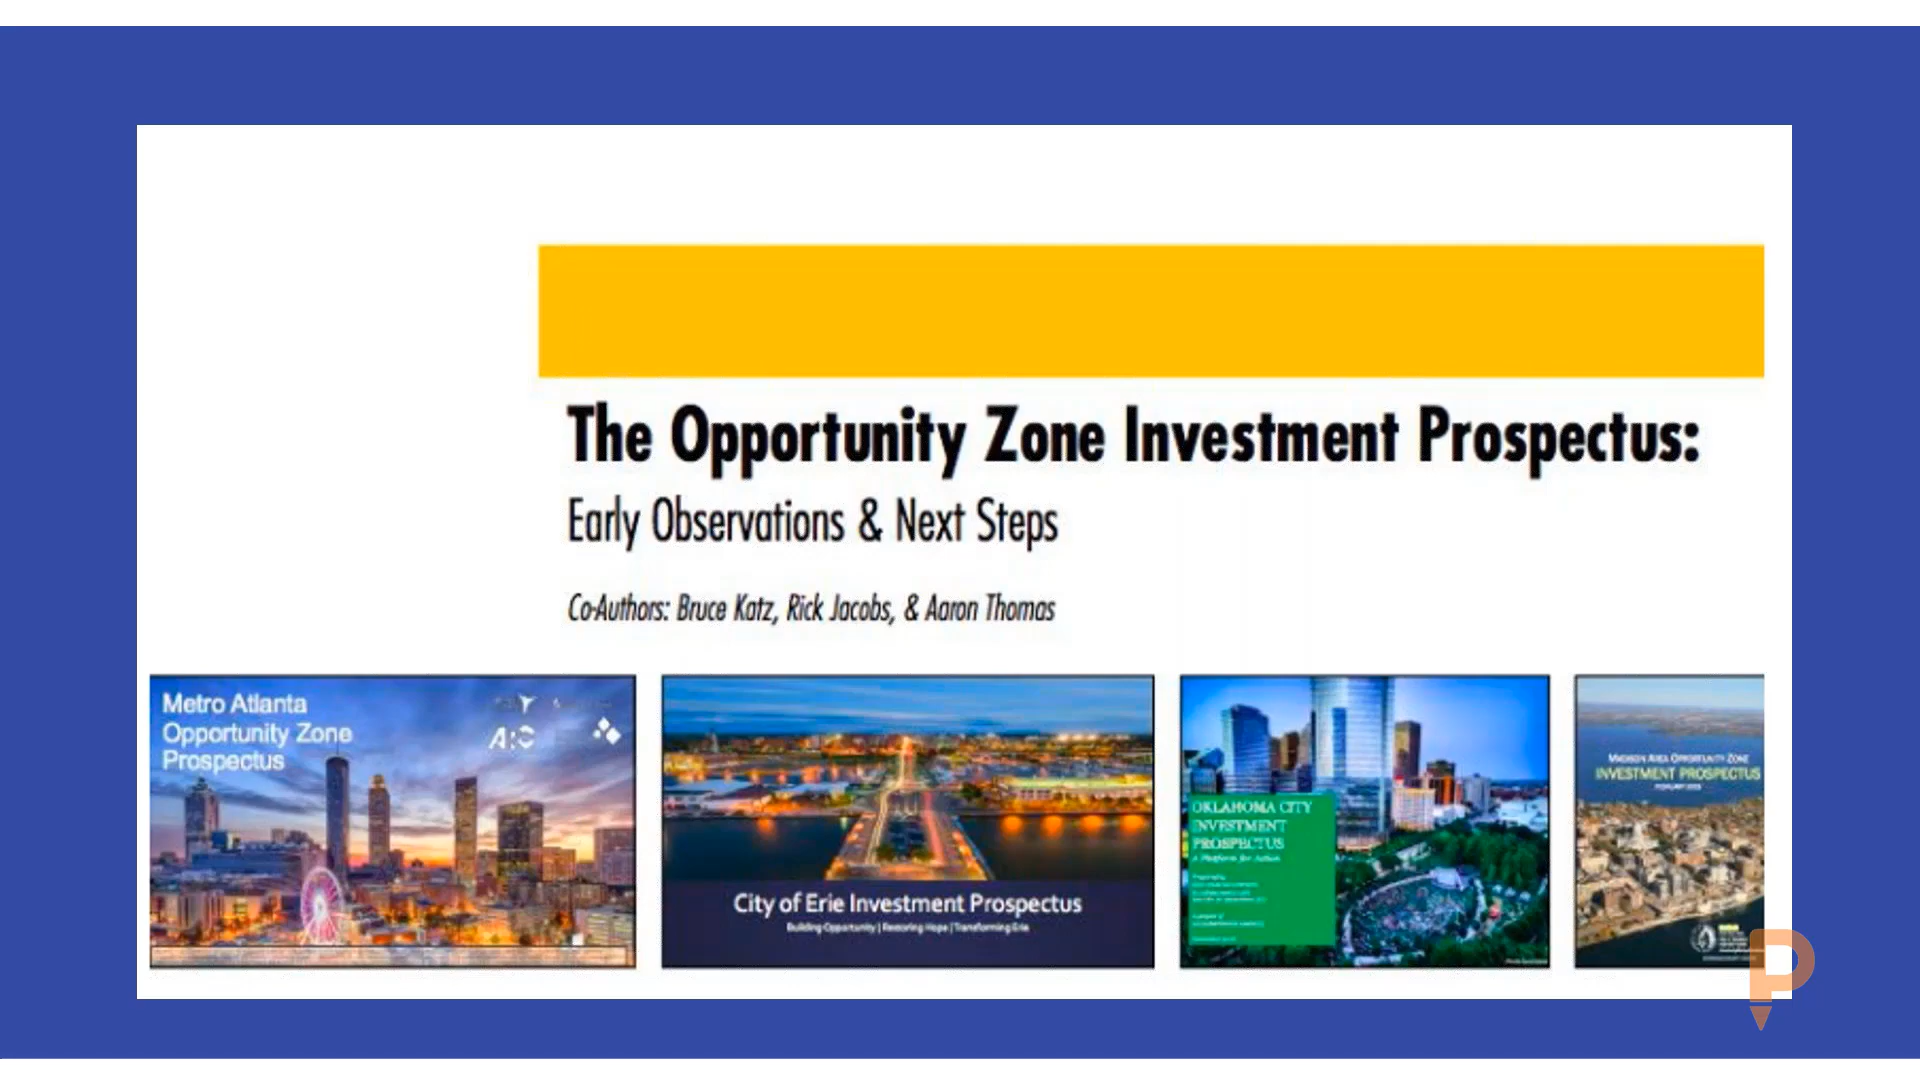 The Opportunity Zone Investment Prospectus:
Early Observations & Next Steps
Co-Authors: Bruce Katz, Rick Jacobs, & Aaron Thomas
Metro Atlanta
Opportunity Zone
Prospectus
City of Erie Investment Prospectus
Building Opportunity | Restoring Hope | Transforming Erie
OKLAHOMA CITY
INVESTMENT
PROSPECTUS
A Platform for Action
MADISON AREA OPPORTUNITY ZONE
INVESTMENT PROSPECTUS